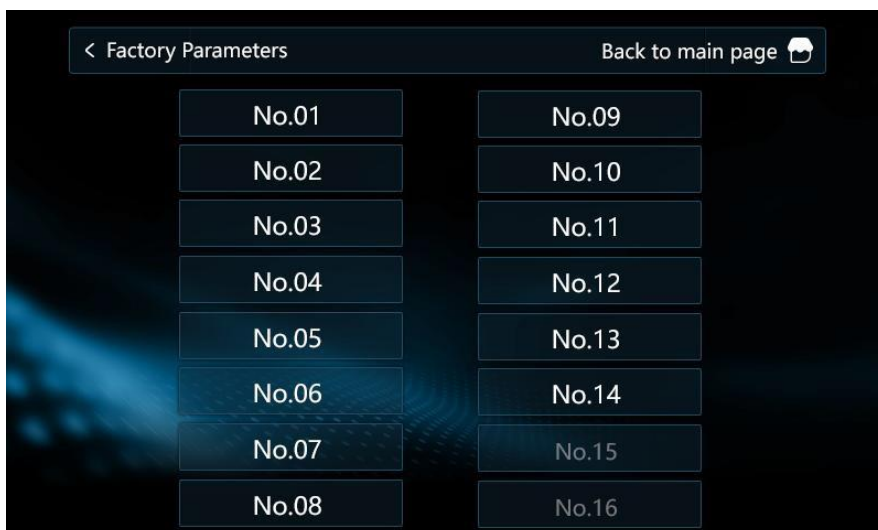 < Factory Parameters
Back to main page
No.01
No.02
No.03
No.04
No.05
No.06
No.07
No.08
No.09
No.10
No.11
No.12
No.13
No.14
No.15
No.16